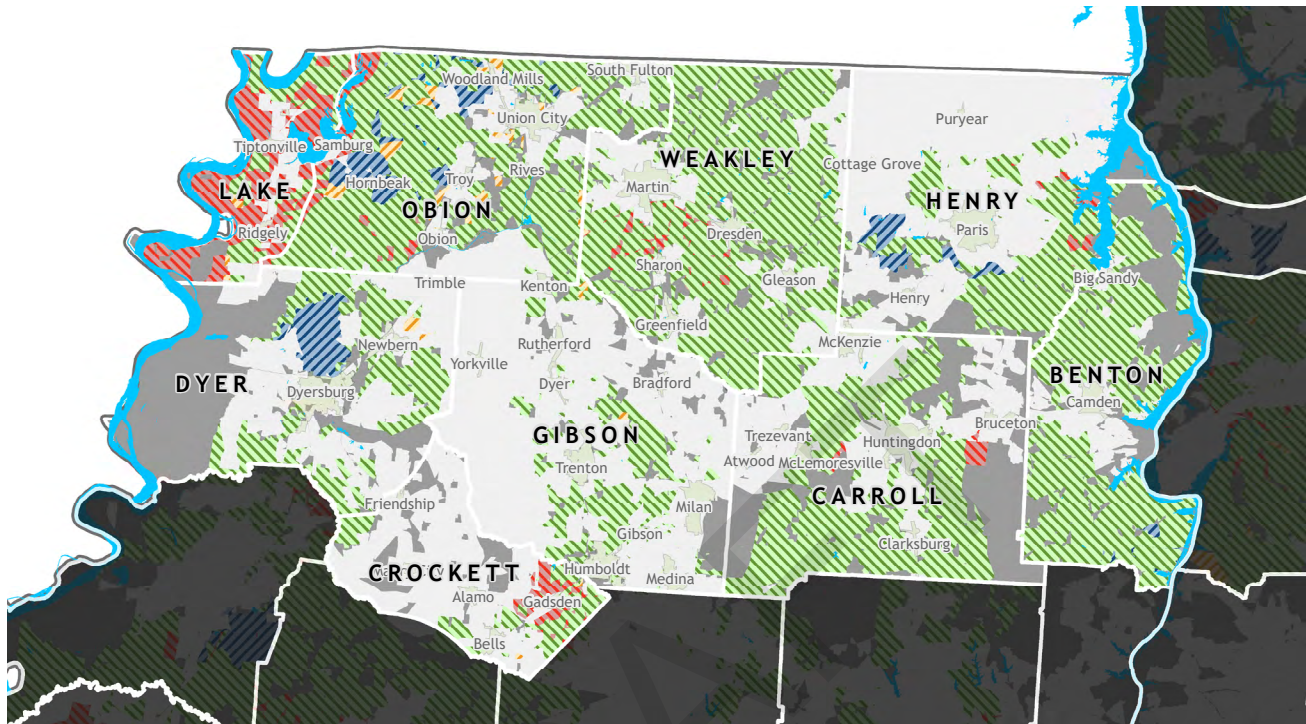 Woodland Mills
South Fulton
Union City
Puryear
Tiptonville
Samburg
WEAKLEY
Cottage Grove
Hornbeak
Troy
Rives
Martin
LAKE
OBION
HENRY
Ridgely
Obion
Dresden
Paris
Sharon
Gleason
Big Sandy
Trimble
Kenton
Henry
Greenfield
Newbern
Rutherford
McKenzie
Yorkville
DYER
Dyersburg
Dyer
Bradford
BENTON
Camden
GIBSON
Trezevant
Huntingdon
Bruceton
Trenton
Atwood
McLemoresville
CARROLL
Friendship
Milan
Gibson
Clarksburg
CROCKETT
Humboldt
Medina
Alamo
Gadsden
Bells